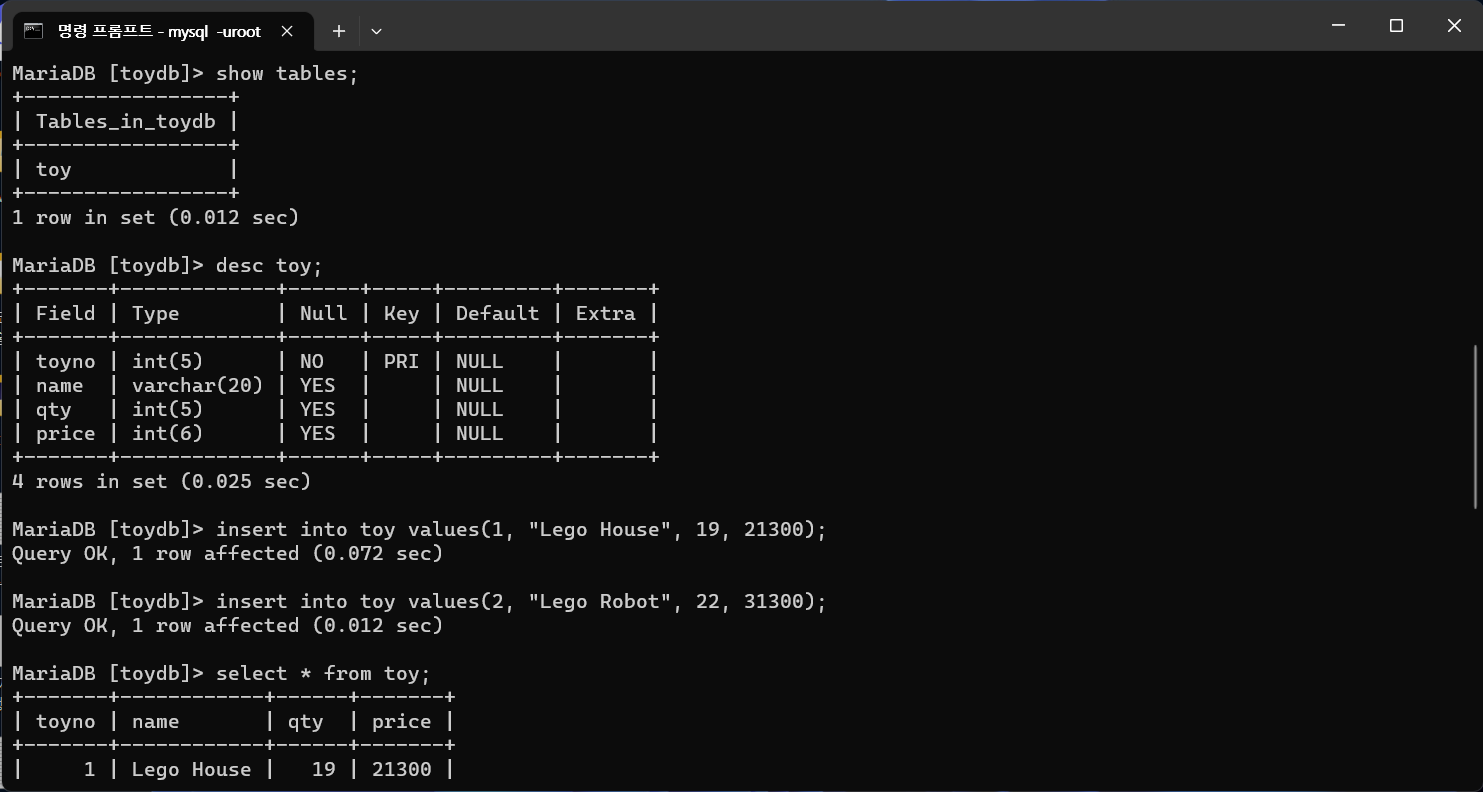 명령 프롬프트 - mysql  -uroot
MariaDB [toydb]> show tables;
+-----------------+
| Tables_in_toydb |
+-----------------+
| toy             |
+-----------------+
1 row in set (0.012 sec)

MariaDB [toydb]> desc toy;
+-------+-------------+------+-----+---------+-------+
| Field | Type        | Null | Key | Default | Extra |
+-------+-------------+------+-----+---------+-------+
| toyno | int(5)      | NO   | PRI | NULL    |       |
| name  | varchar(20) | YES  |     | NULL    |       |
| qty   | int(5)      | YES  |     | NULL    |       |
| price | int(6)      | YES  |     | NULL    |       |
+-------+-------------+------+-----+---------+-------+
4 rows in set (0.025 sec)

MariaDB [toydb]> insert into toy values(1, "Lego House", 19, 21300);
Query OK, 1 row affected (0.072 sec)

MariaDB [toydb]> insert into toy values(2, "Lego Robot", 22, 31300);
Query OK, 1 row affected (0.012 sec)

MariaDB [toydb]> select * from toy;
+-------+------------+------+-------+
| toyno | name       | qty  | price |
+-------+------------+------+-------+
|     1 | Lego House |   19 | 21300 |